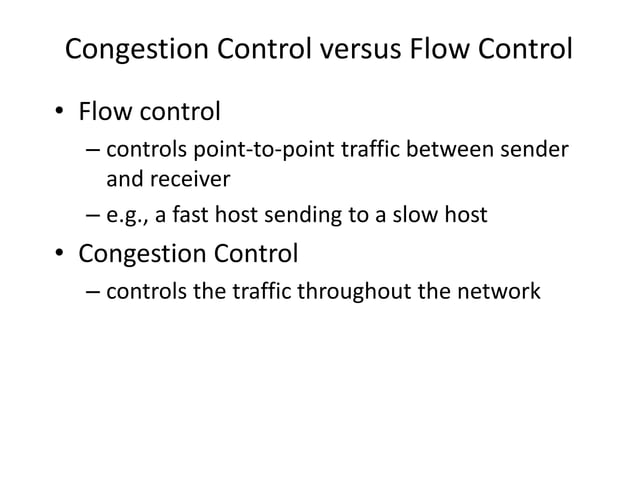 Congestion Control versus Flow Control
• Flow control
– controls point-to-point traffic between sender
and receiver
– e.g., a fast host sending to a slow host
• Congestion Control
– controls the traffic throughout the network